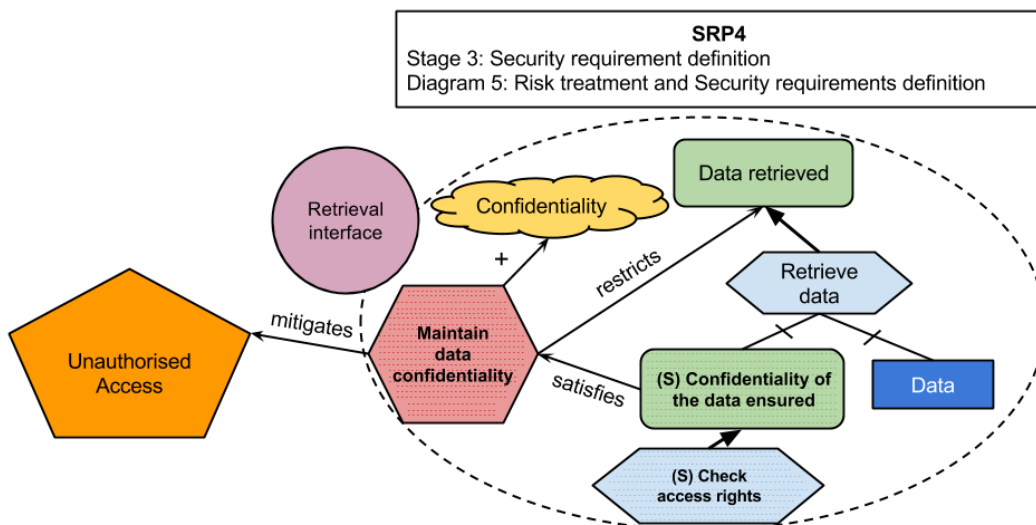 SRP4
Stage 3: Security requirement definition
Diagram 5: Risk treatment and Security requirements definition
Data retrieved
Retrieval
interface
Confidentiality
+
restricts
Retrieve
data
mitigates
Unauthorised
Access
Maintain
data
confidentiality
satisfies
(S) Confidentiality of
the data ensured
Data
(S) Check
access rights